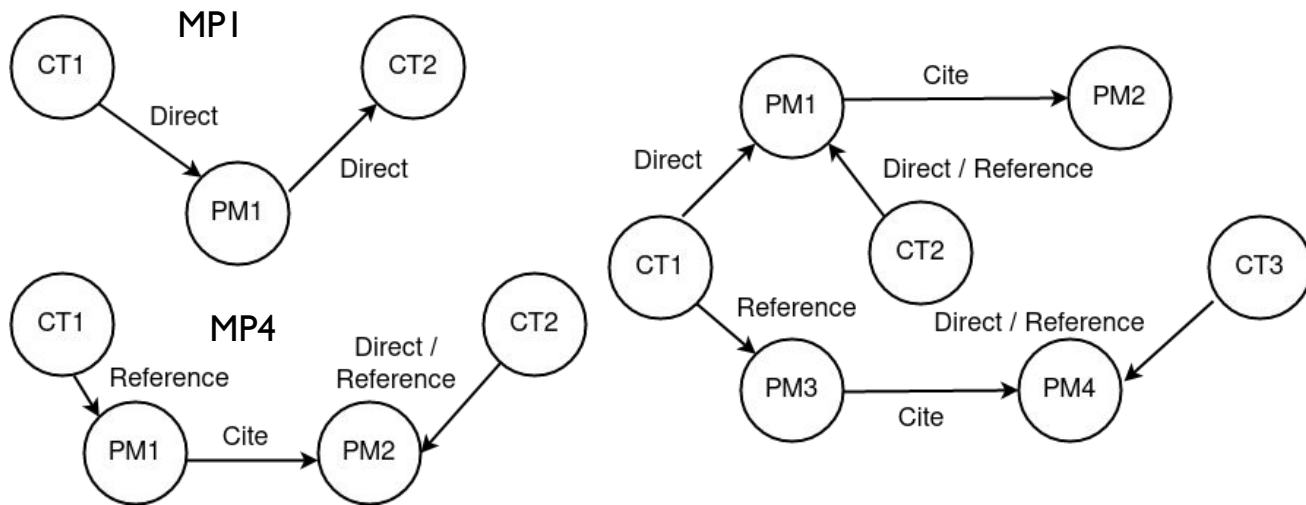 MP1
CT1
CT2
Direct
Direct
PM1
CT1
MP4
CT2
Reference
Direct /
Reference
PM1
Cite
PM2
PM1
Cite
PM2
Direct
Direct / Reference
CT1
CT2
CT3
Reference
Direct / Reference
PM3
Cite
PM4